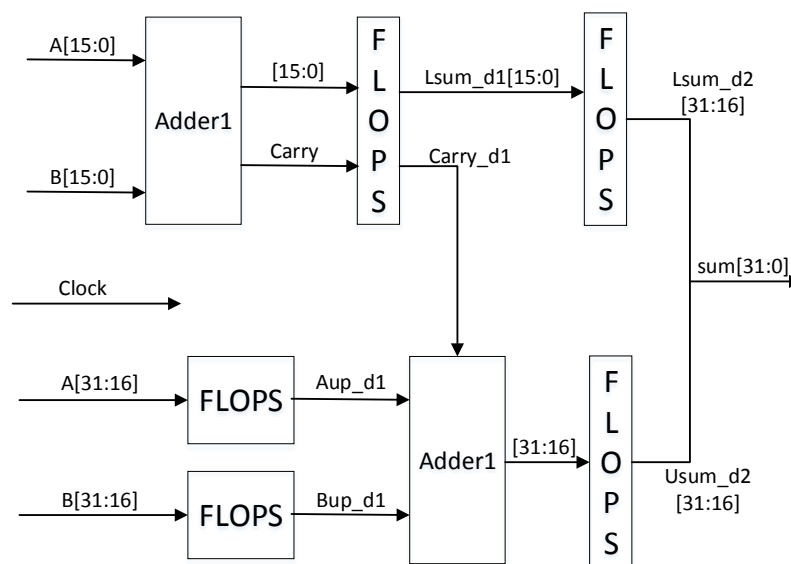 A[15:0]
B[15:0]
Adder1
[15:0]
Carry
F
L
O
P
S
Lsum_d1[15:0]
Carry_d1
F
L
O
P
S
Lsum_d2
[31:16]
sum[31:0]
Clock
A[31:16]
FLOPS
Aup_d1
B[31:16]
FLOPS
Bup_d1
Adder1
[31:16]
F
L
O
P
S
Usum_d2
[31:16]